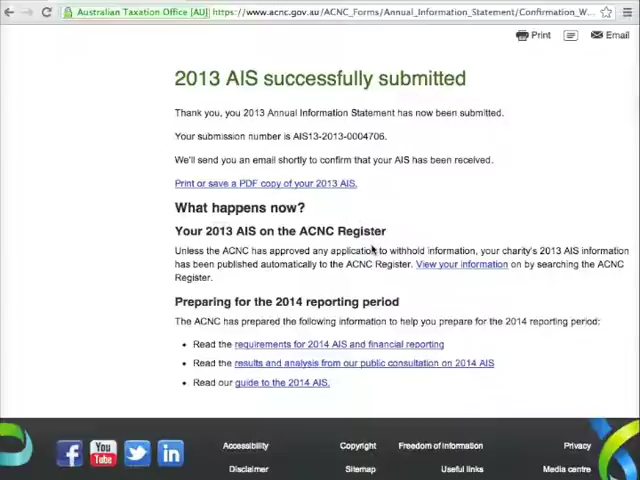 Australian Taxation Office [AU] https://www.acnc.gov.au/ACNC_Forms/Annual_Information_Statement/Confirmation_W...
Print Email
2013 AIS successfully submitted
Thank you, you 2013 Annual Information Statement has now been submitted.
Your submission number is AIS13-2013-0004706.
We'll send you an email shortly to confirm that your AIS has been received.
Print or save a PDF copy of your 2013 AIS.
What happens now?
Your 2013 AIS on the ACNC Register
Unless the ACNC has approved any application to withhold information, your charity's 2013 AIS information
has been published automatically to the ACNC Register. View your information on by searching the ACNC
Register.
Preparing for the 2014 reporting period
The ACNC has prepared the following information to help you prepare for the 2014 reporting period:
• Read the requirements for 2014 AIS and financial reporting
• Read the results and analysis from our public consultation on 2014 AIS
• Read our guide to the 2014 AIS.
f You Tube in
Accessibility Copyright Freedom of information Privacy
Disclaimer Sitemap Useful links Media centre